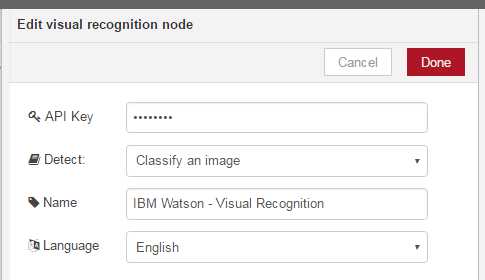 Edit visual recognition node
Cancel Done
API Key ••••••••
Detect: Classify an image
Name IBM Watson - Visual Recognition
Language English